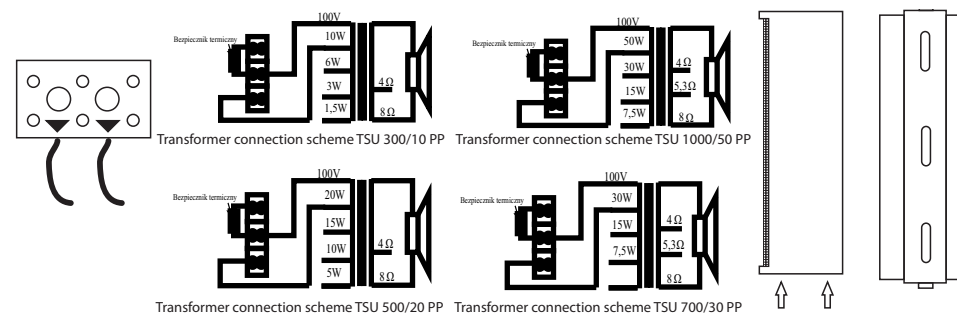 100V
Bezpiecznik termiczny
10W
6W
3W
1,5W
4 Ω
8 Ω
Transformer connection scheme TSU 300/10 PP
100V
Bezpiecznik termiczny
50W
30W
15W
7,5W
4 Ω
5,3 Ω
8 Ω
Transformer connection scheme TSU 1000/50 PP
100V
Bezpiecznik termiczny
20W
15W
10W
5W
4 Ω
8 Ω
Transformer connection scheme TSU 500/20 PP
100V
Bezpiecznik termiczny
30W
15W
7,5W
4 Ω
5,3 Ω
8 Ω
Transformer connection scheme TSU 700/30 PP